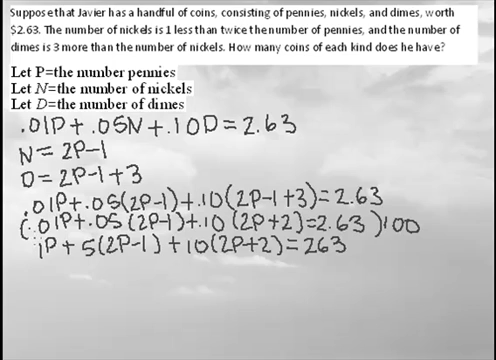 Suppose that Javier has a handful of coins, consisting of pennies, nickels, and dimes, worth
$2.63. The number of nickels is 1 less than twice the number of pennies, and the number of
dimes is 3 more than the number of nickels. How many coins of each kind does he have?
Let P=the number pennies
Let N=the number of nickels
Let D=the number of dimes
.01P + .05N + .10D = 2.63
N = 2P-1
D = 2P-1+3
.01P+.05(2P-1)+.10(2P-1+3)=2.63
(.01P+.05(2P-1)+.10(2P+2)=2.63)100
1P + 5(2P-1) + 10(2P+2) = 263